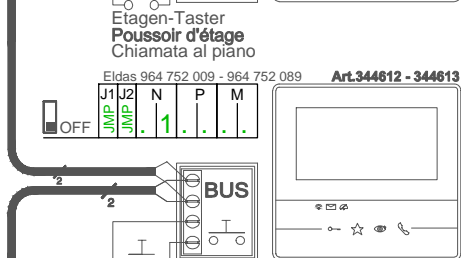 Etagen-Taster
Poussoir d'étage
Chiamata al piano
Eldas 964 752 009 - 964 752 089 Art.344612 - 344613
J1 J2 N P M
OFF JMP JMP . 1 . . . .
2
2
BUS